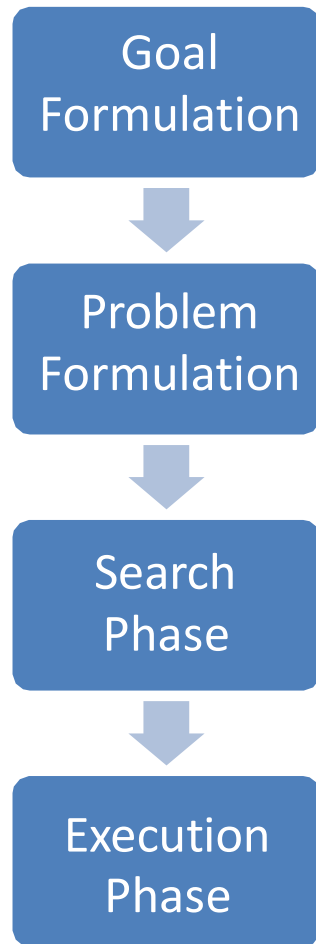 Goal
Formulation
Problem
Formulation
Search
Phase
Execution
Phase